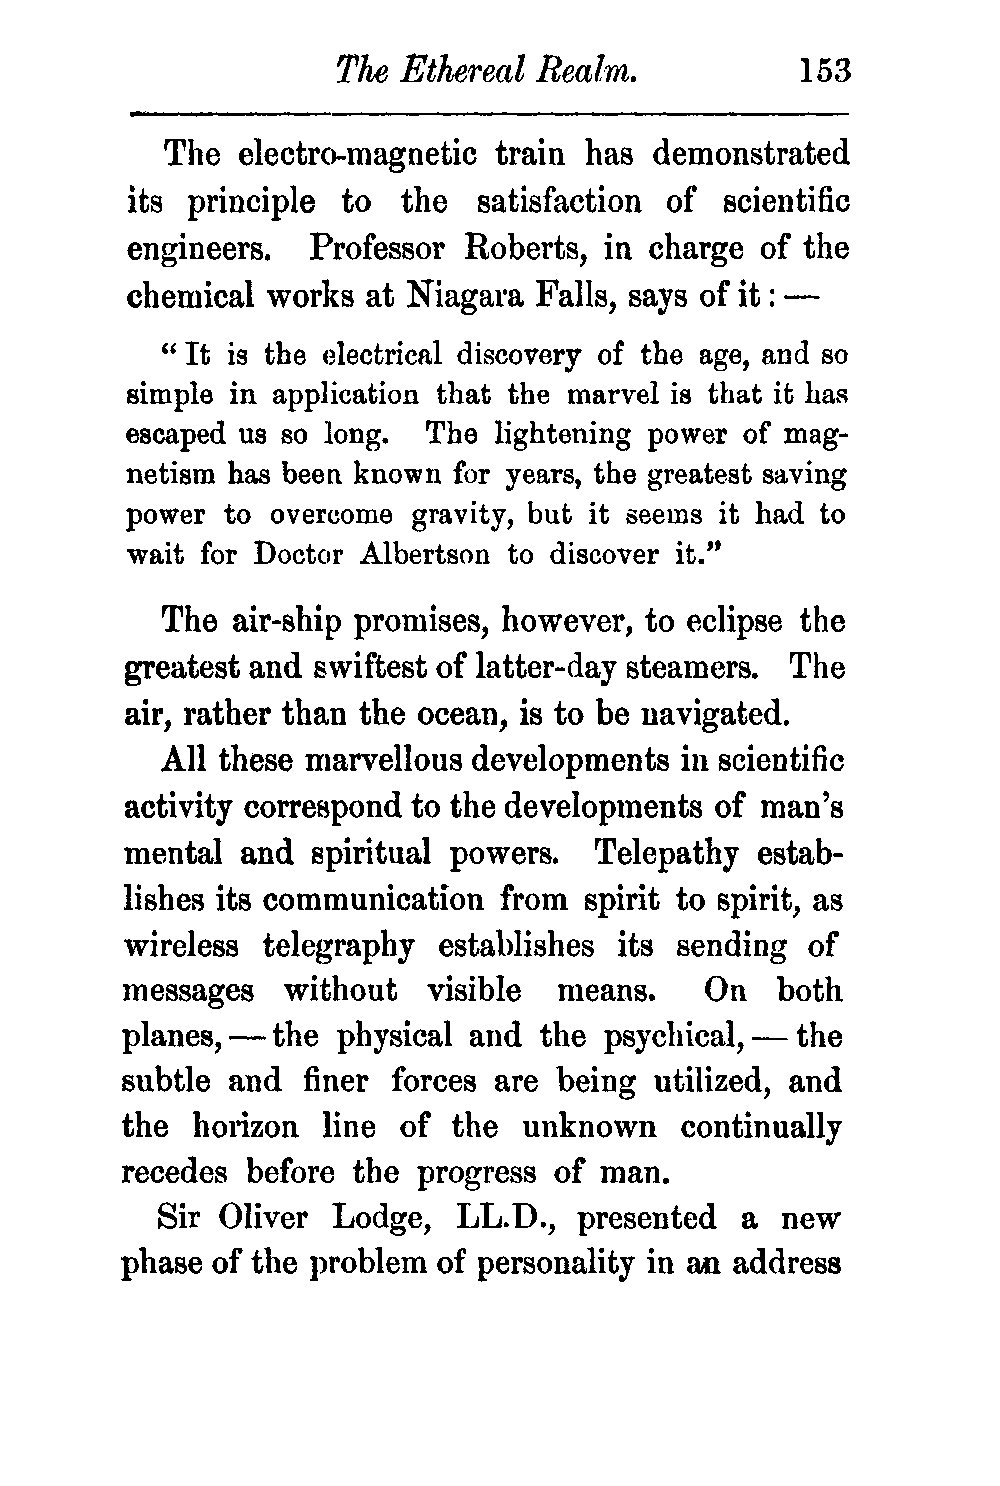 The Ethereal Realm. 153
The electro-magnetic train has demonstrated
its principle to the satisfaction of scientific
engineers. Professor Roberts, in charge of the
chemical works at Niagara Falls, says of it: —
“It is the electrical discovery of the age, and so
simple in application that the marvel is that it has
escaped us so long. The lightening power of mag-
netism has been known for years, the greatest saving
power to overcome gravity, but it seems it had to
wait for Doctor Albertson to discover it.”
The air-ship promises, however, to eclipse the
greatest and swiftest of latter-day steamers. The
air, rather than the ocean, is to be navigated.
All these marvellous developments in scientific
activity correspond to the developments of man’s
mental and spiritual powers. Telepathy estab-
lishes its communication from spirit to spirit, as
wireless telegraphy establishes its sending of
messages without visible means. On both
planes, — the physical and the psychical, — the
subtle and finer forces are being utilized, and
the horizon line of the unknown continually
recedes before the progress of man.
Sir Oliver Lodge, LL.D., presented a new
phase of the problem of personality in an address